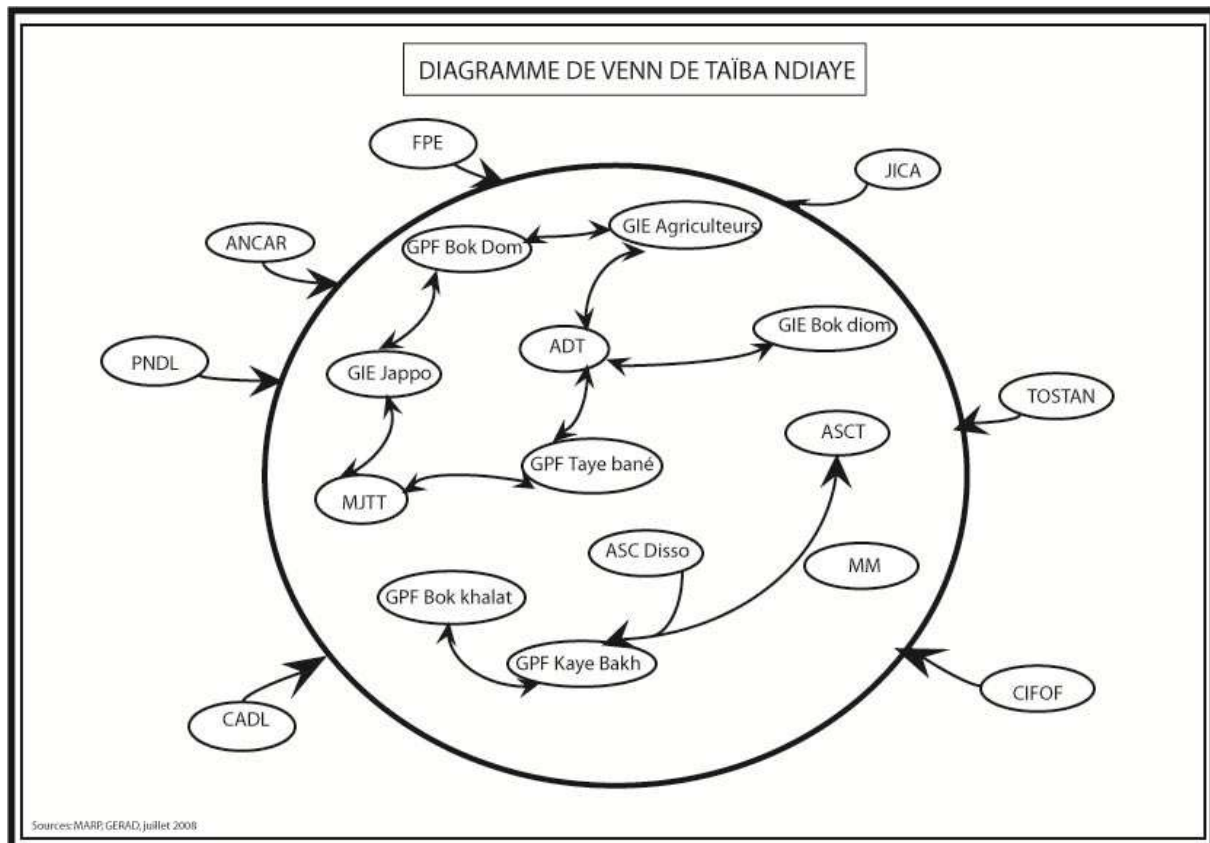 DIAGRAMME DE VENN DE TAÏBA NDIAYE
FPE
JICA
ANCAR
GPF Bok Dom
GIE Agriculteurs
GIE Bok diom
ADT
PNDL
GIE Jappo
TOSTAN
ASCT
GPF Taye bané
MJTT
ASC Disso
MM
GPF Bok khalat
GPF Kaye Bakh
CIFOF
CADL
Sources: MARP, GERAD, juillet 2008